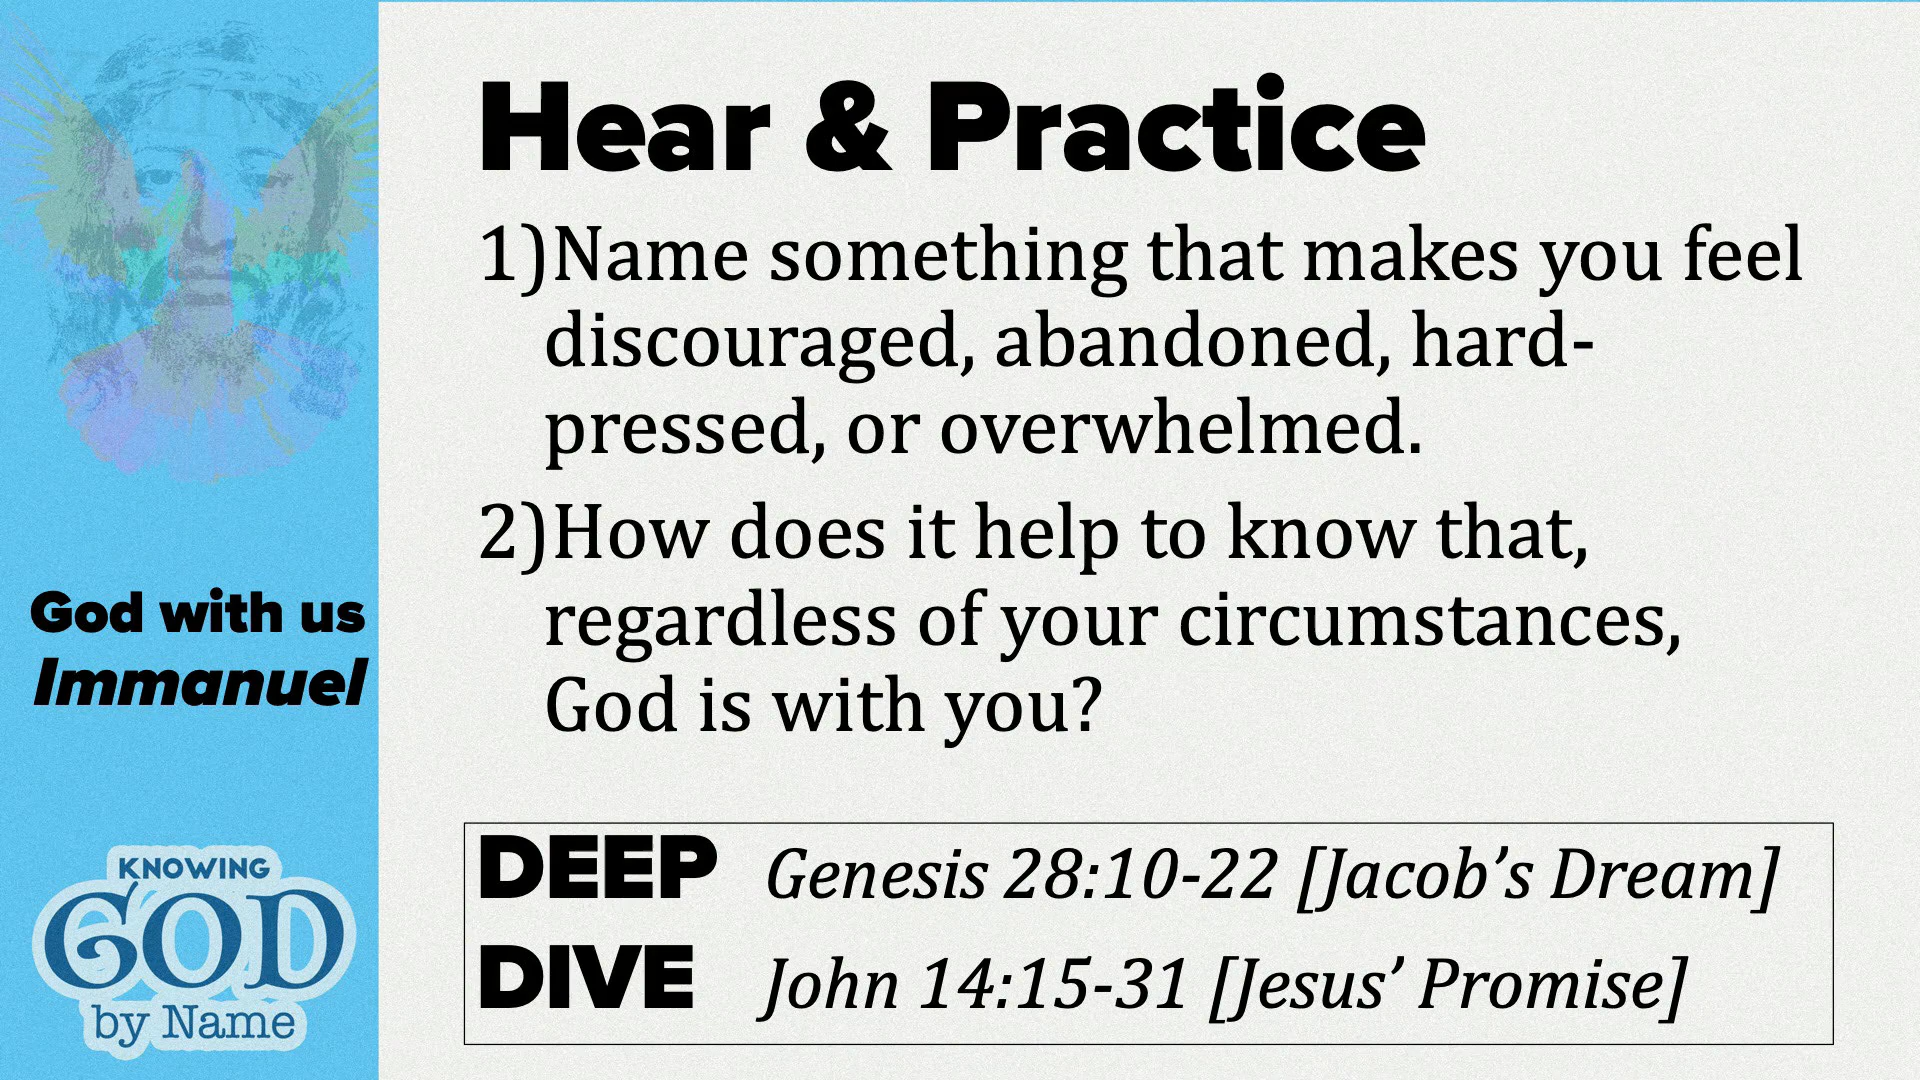 Hear & Practice
1)Name something that makes you feel
discouraged, abandoned, hard-
pressed, or overwhelmed.
2)How does it help to know that,
regardless of your circumstances,
God is with you?
DEEP Genesis 28:10-22 [Jacob’s Dream]
DIVE John 14:15-31 [Jesus’ Promise]
God with us
Immanuel
KNOWING
GOD
by Name